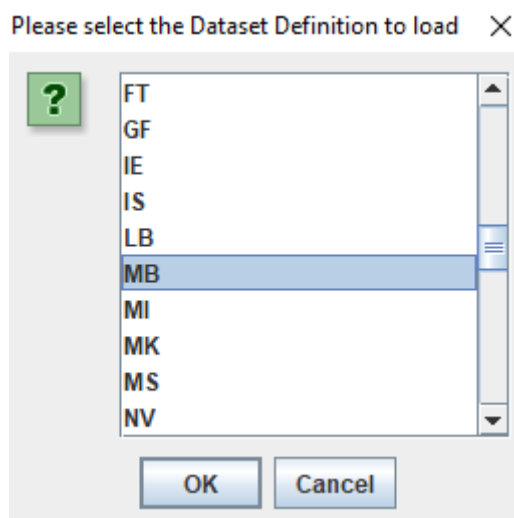 Please select the Dataset Definition to load
?
FT
GF
IE
IS
LB
MB
MI
MK
MS
NV
OK Cancel